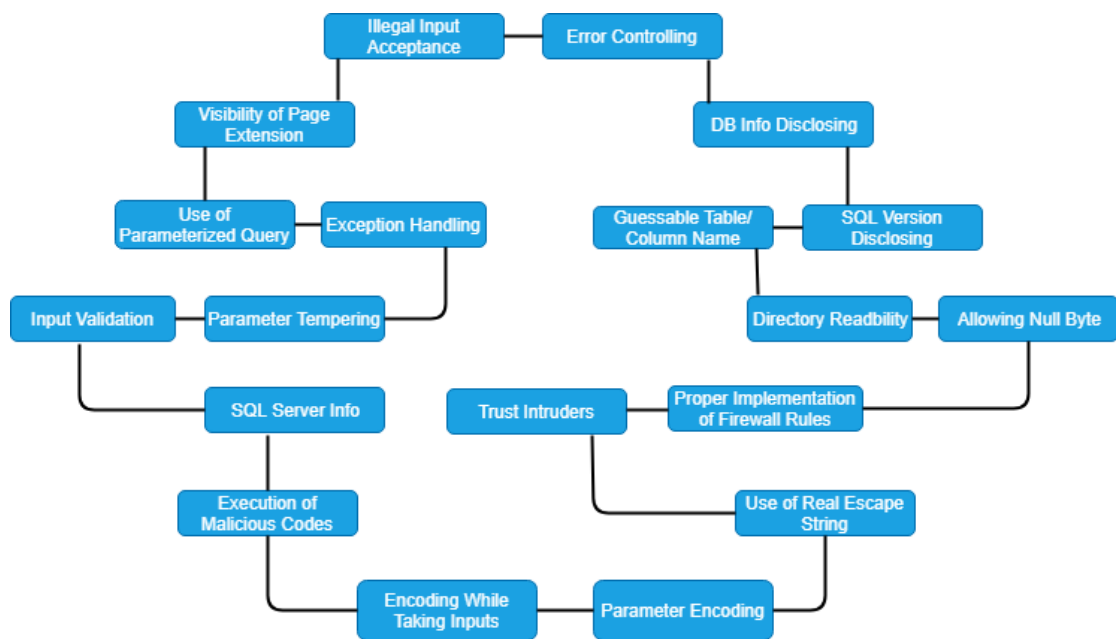 Illegal Input
Acceptance
Error Controlling
Visibility of Page
Extension
DB Info Disclosing
Use of
Parameterized Query
Exception Handling
Guessable Table/
Column Name
SQL Version
Disclosing
Input Validation
Parameter Tempering
Directory Readbility
Allowing Null Byte
SQL Server Info
Trust Intruders
Proper Implementation
of Firewall Rules
Execution of
Malicious Codes
Use of Real Escape
String
Encoding While
Taking Inputs
Parameter Encoding